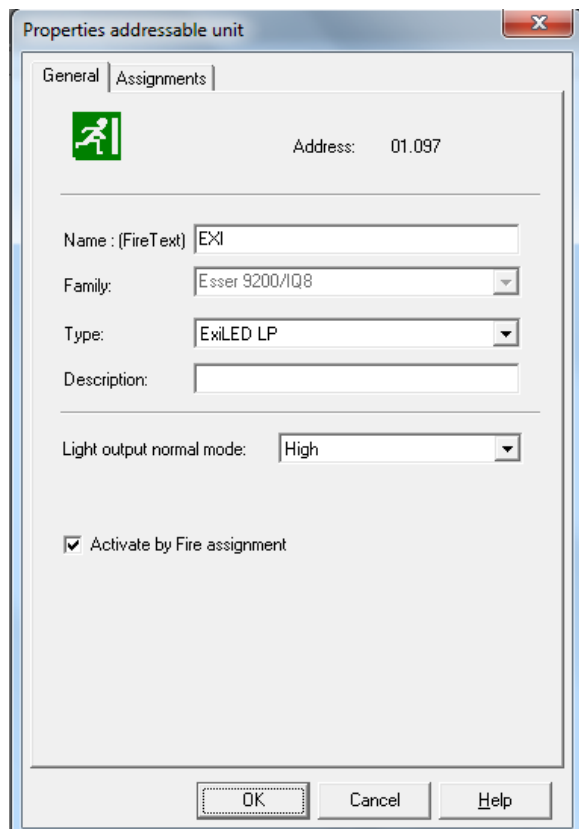 Properties addressable unit
General Assignments
Address: 01.097
Name : (FireText) EXI
Family: Esser 9200/IQ8
Type: ExiLED LP
Description:
Light output normal mode: High
Activate by Fire assignment
OK Cancel Help